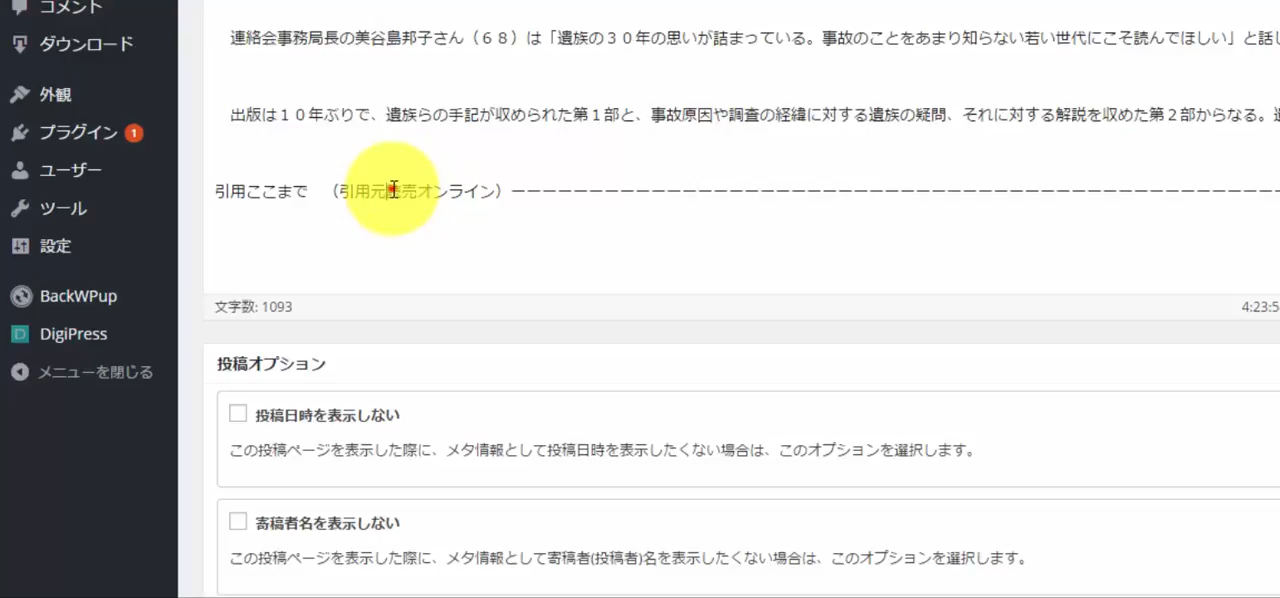 コメント
ダウンロード
外観
プラグイン 1
ユーザー
ツール
設定
BackWPup
DigiPress
メニューを閉じる
連絡会事務局長の美谷島邦子さん（６８）は「遺族の３０年の思いが詰まっている。事故のことをあまり知らない若い世代にこそ読んでほしい」と話し
出版は１０年ぶりで、遺族らの手記が収められた第１部と、事故原因や調査の経緯に対する遺族の疑問、それに対する解説を収めた第２部からなる。
引用ここまで　（引用元読売オンライン）ーーーーーーーーーーーーーーーーーーーーーーーーーーーーーーーーーーーーーーーーーーーーーーーーー
文字数: 1093
4:23:5
投稿オプション
投稿日時を表示しない
この投稿ページを表示した際に、メタ情報として投稿日時を表示したくない場合は、このオプションを選択します。
寄稿者名を表示しない
この投稿ページを表示した際に、メタ情報として寄稿者(投稿者)名を表示したくない場合は、このオプションを選択します。